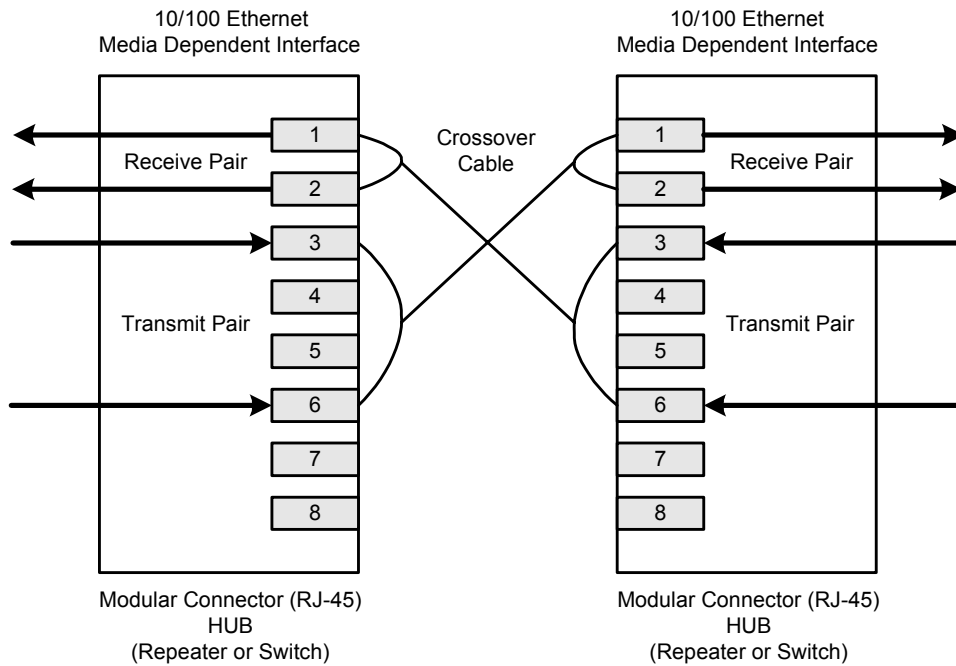 10/100 Ethernet
Media Dependent Interface
10/100 Ethernet
Media Dependent Interface
1
Receive Pair
2
3
4
Transmit Pair
5
6
7
8
Crossover
Cable
1
Receive Pair
2
3
4
Transmit Pair
5
6
7
8
Modular Connector (RJ-45)
HUB
(Repeater or Switch)
Modular Connector (RJ-45)
HUB
(Repeater or Switch)